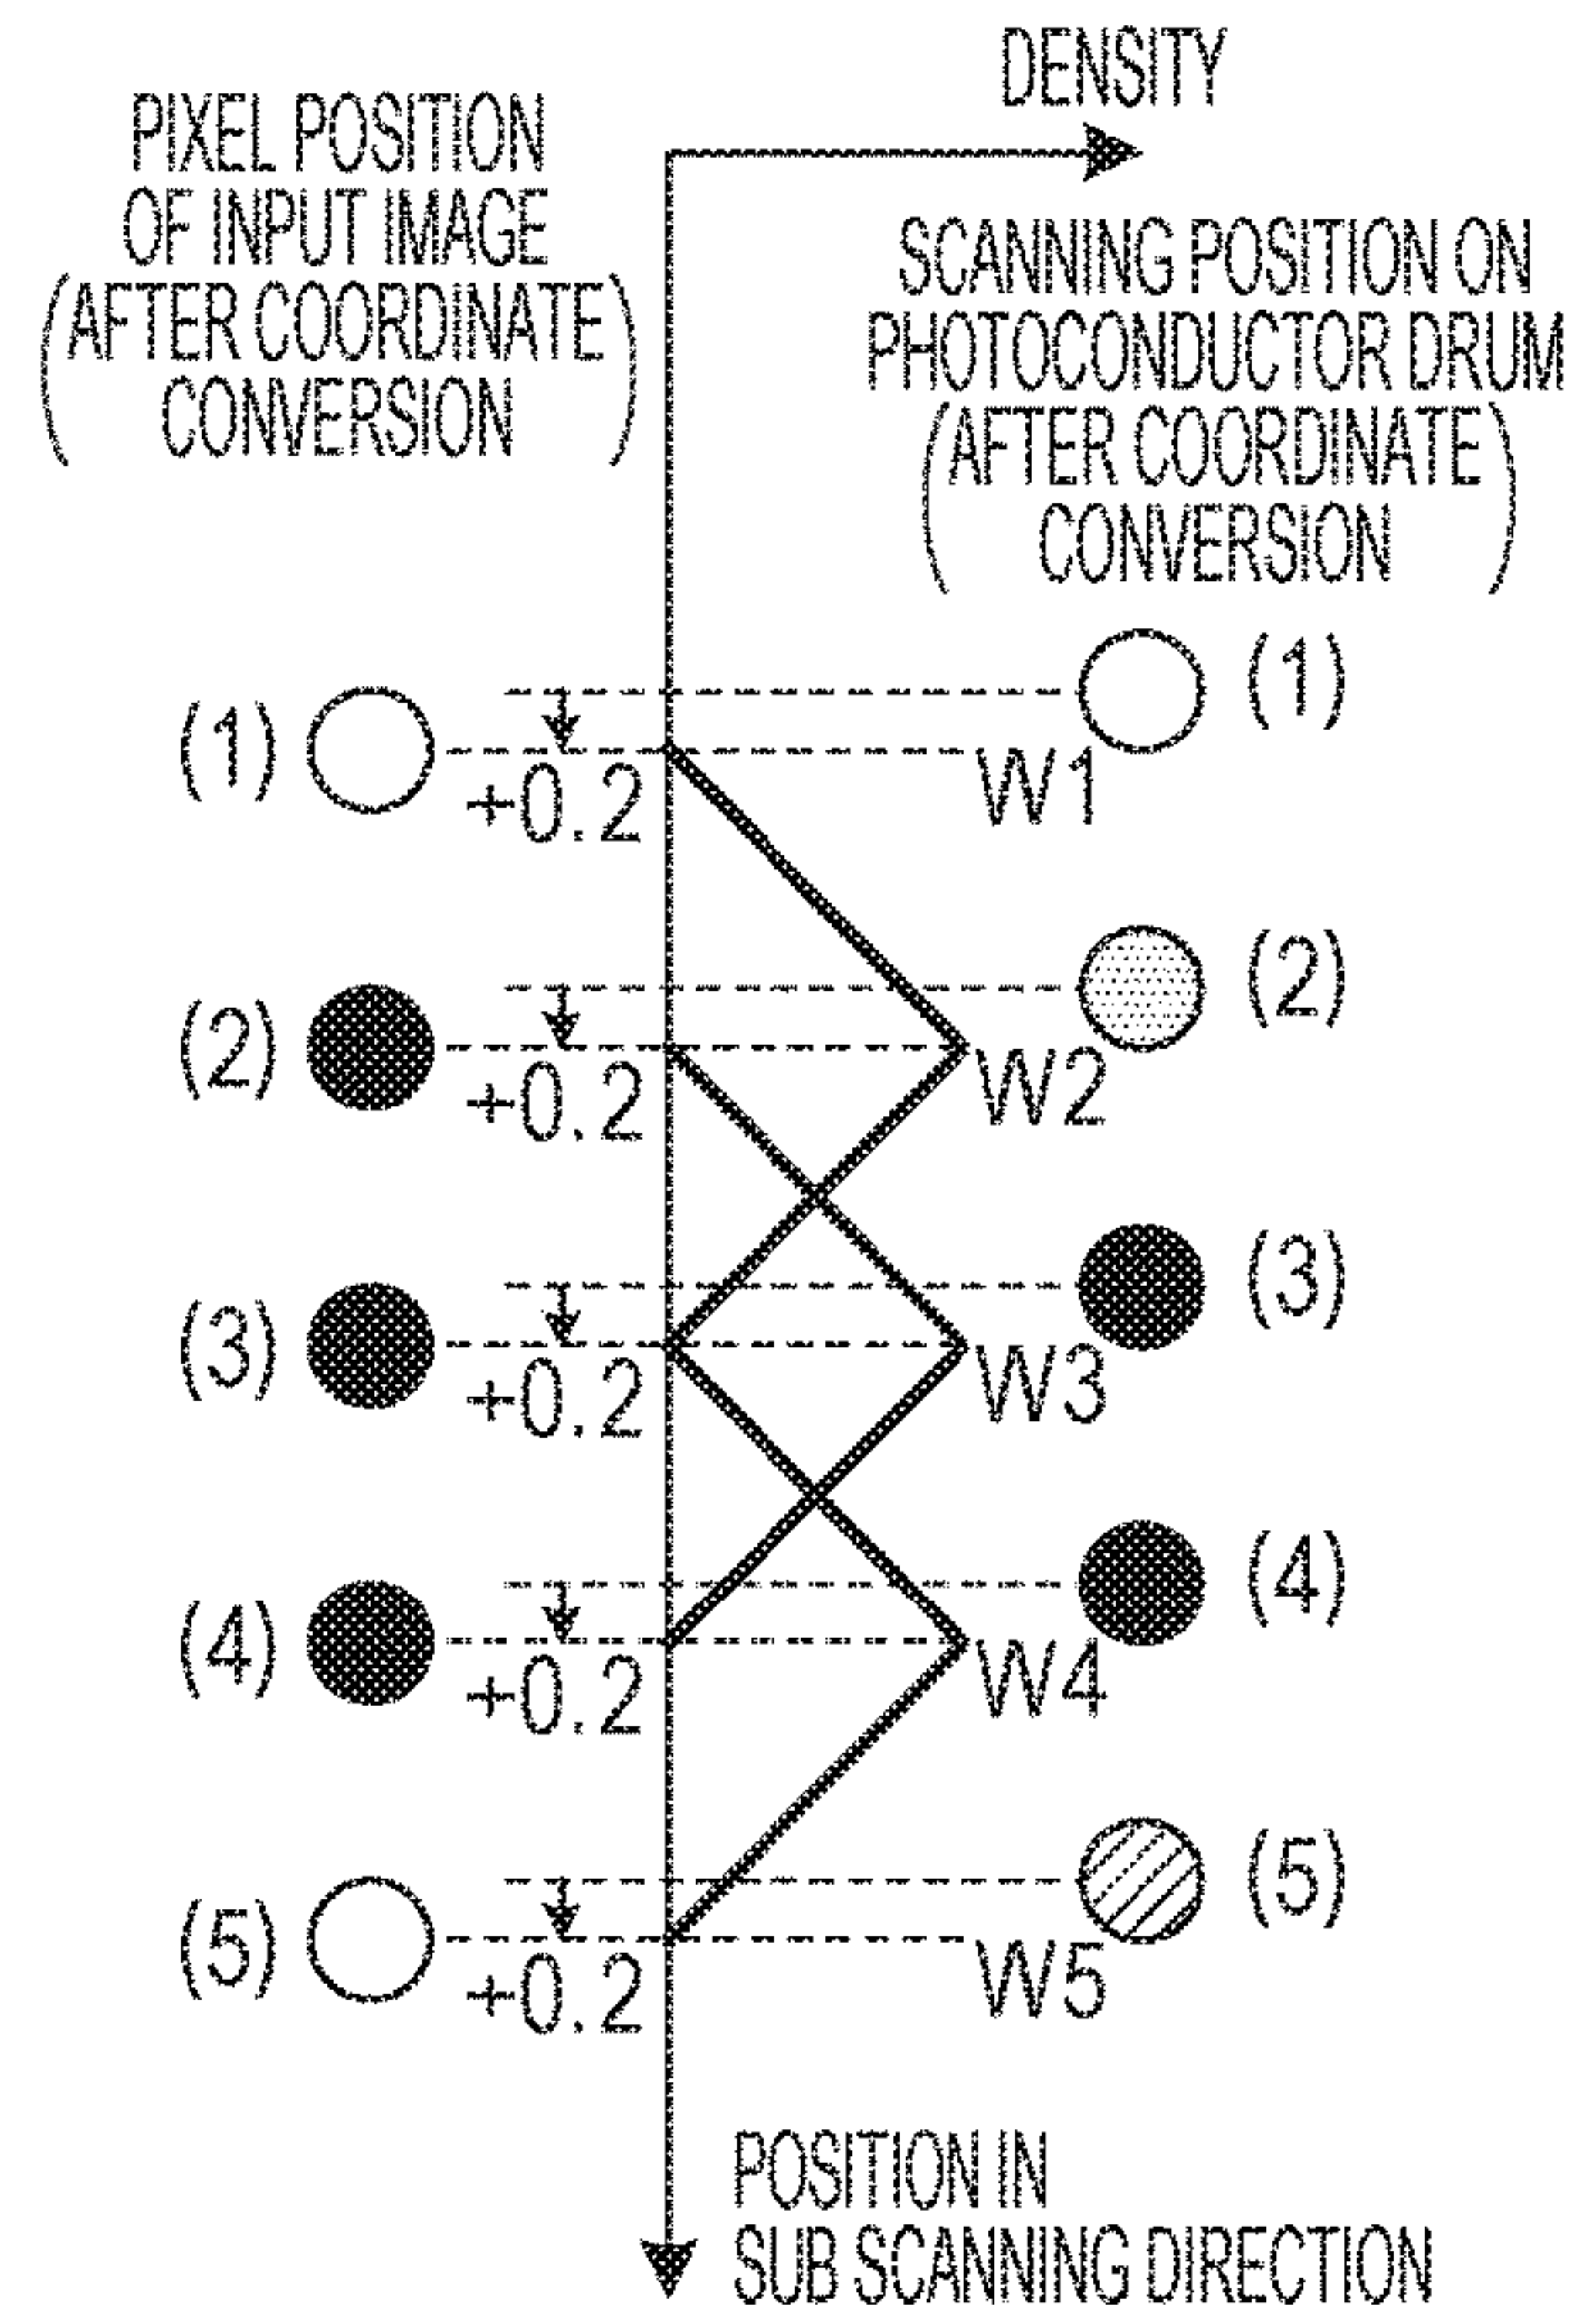 DENSITY
PIXEL POSITION
OF INPUT IMAGE
(AFTER COORDINATE
CONVERSION)
SCANNING POSITION ON
PHOTOCONDUCTOR DRUM
(AFTER COORDINATE
CONVERSION)
(1)
(1)
+0.2
W1
(2)
(2)
+0.2
W2
(3)
(3)
+0.2
W3
(4)
(4)
+0.2
W4
(5)
(5)
+0.2
W5
POSITION IN
SUB SCANNING DIRECTION